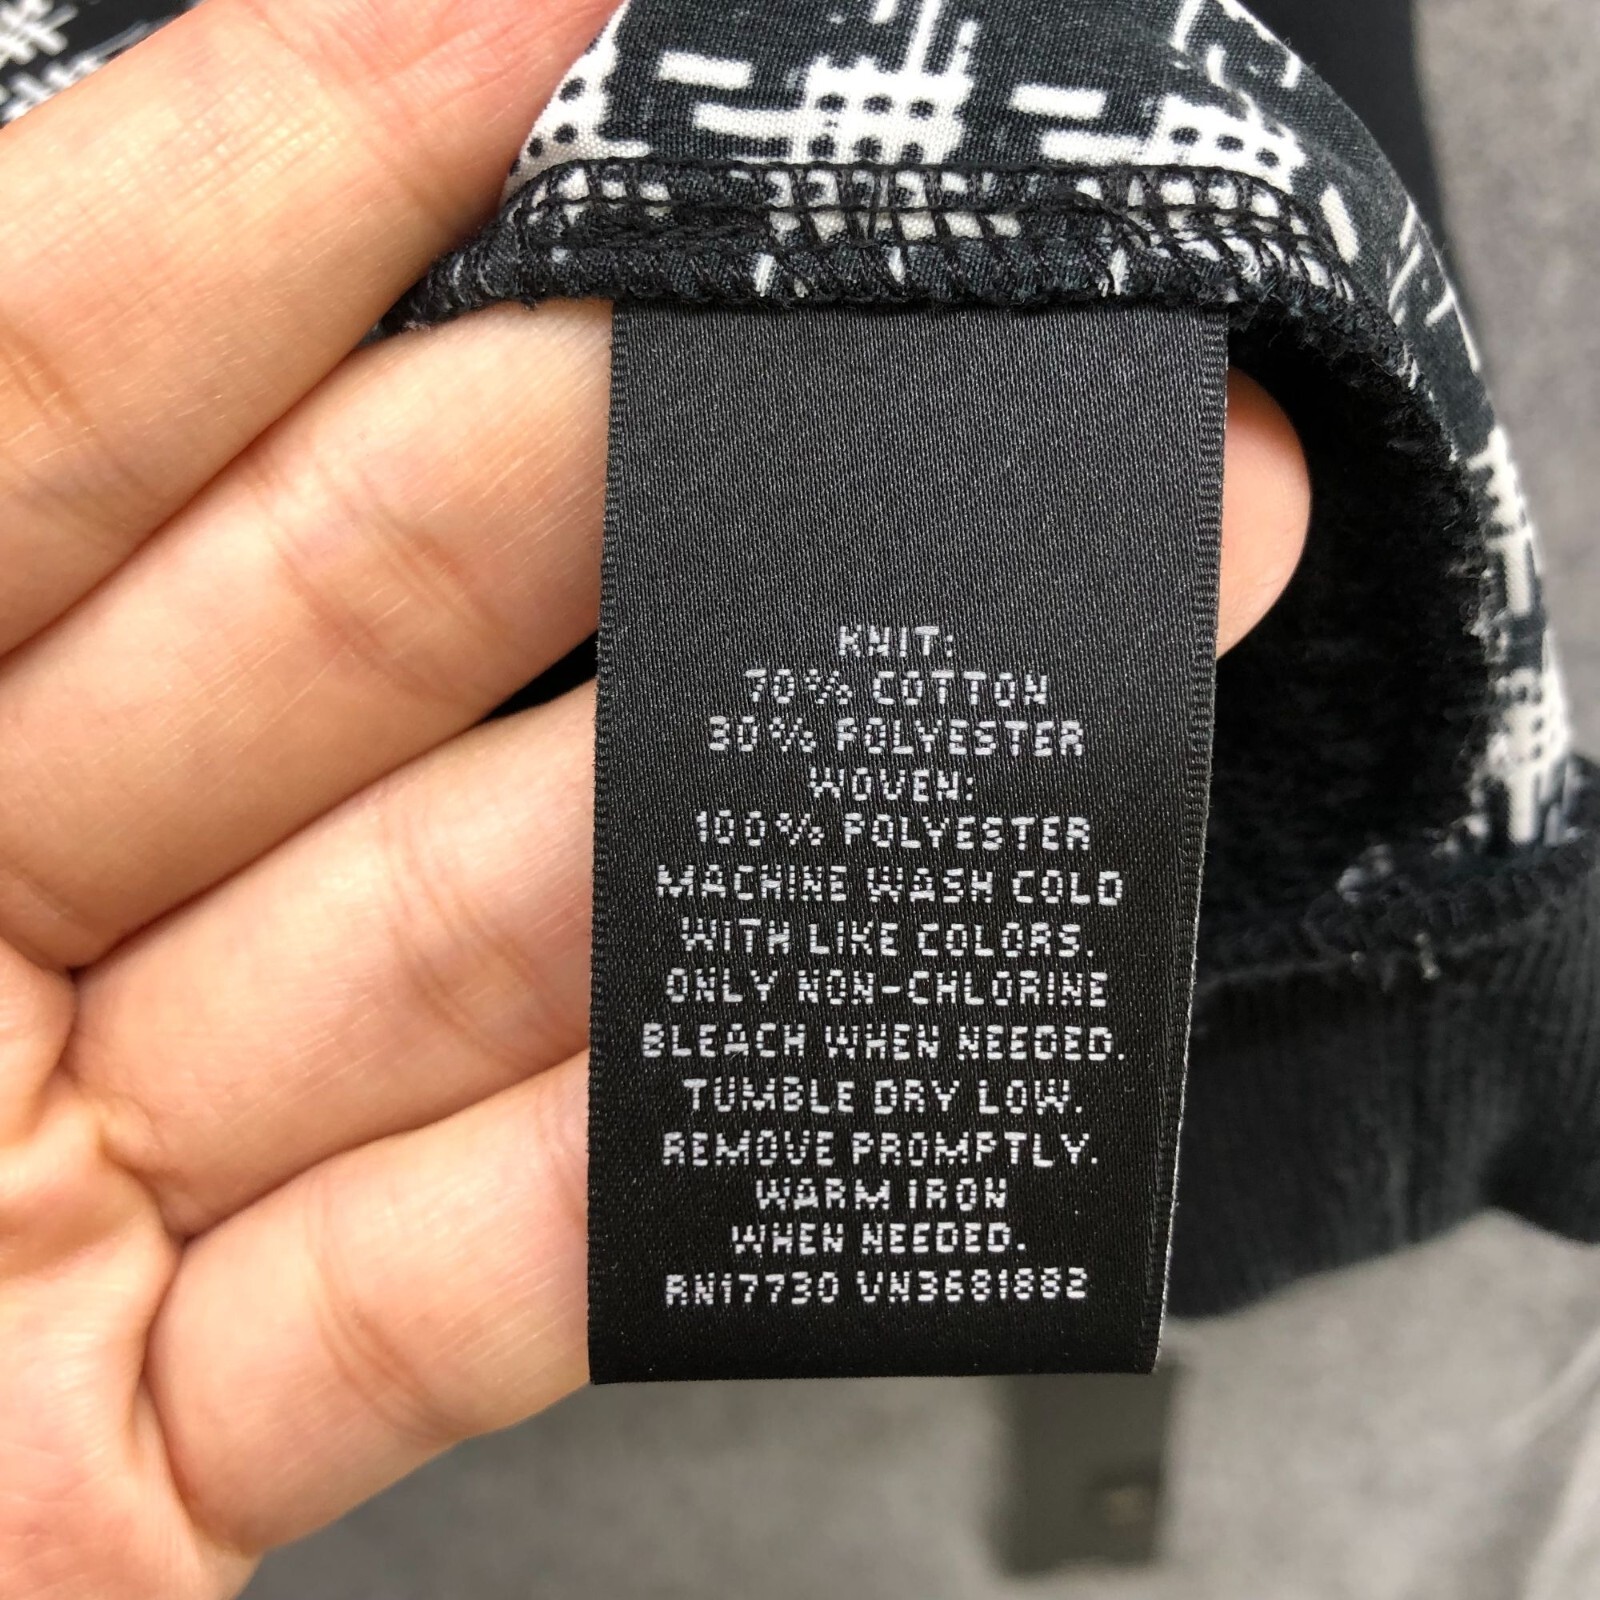 KNIT:
70% COTTON
30% POLYESTER
WOVEN:
100% POLYESTER
MACHINE WASH COLD
WITH LIKE COLORS.
ONLY NON-CHLORINE
BLEACH WHEN NEEDED.
TUMBLE DRY LOW.
REMOVE PROMPTLY.
WARM IRON
WHEN NEEDED.
RN17730 VN3681882